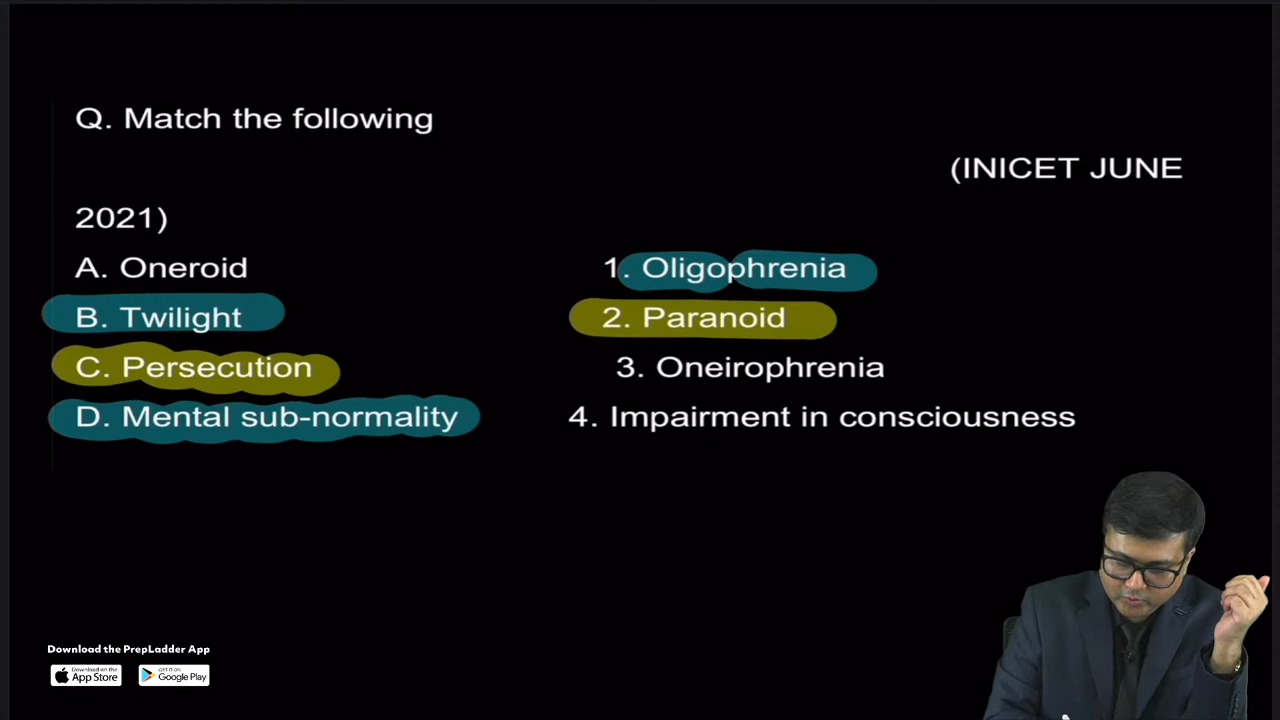 Q. Match the following
(INICET JUNE
2021)
A. Oneroid 1. Oligophrenia
B. Twilight 2. Paranoid
C. Persecution 3. Oneirophrenia
D. Mental sub-normality 4. Impairment in consciousness
Download the PrepLadder App
Download on the App Store GET IT ON Google Play